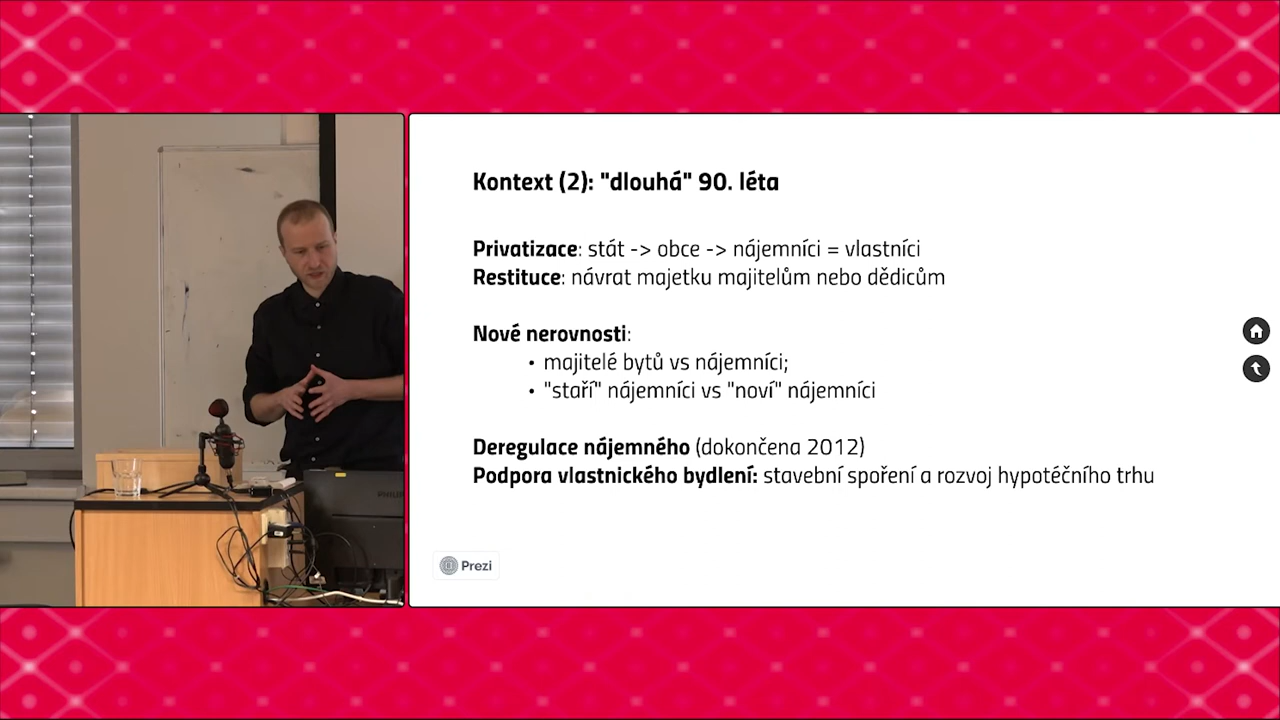 Kontext (2): "dlouhá" 90. léta
Privatizace: stát -> obce -> nájemníci = vlastníci
Restituce: návrat majetku majitelům nebo dědicům
Nové nerovnosti:
• majitelé bytů vs nájemníci;
• "staří" nájemníci vs "noví" nájemníci
Deregulace nájemného (dokončena 2012)
Podpora vlastnického bydlení: stavební spoření a rozvoj hypotéčního trhu
Prezi
PHILIPS